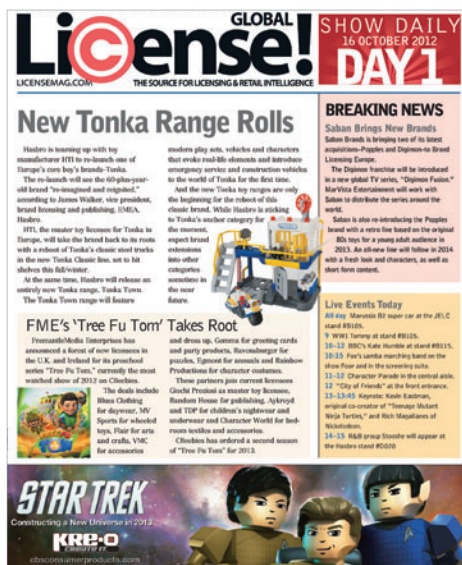 GLOBAL
License!
LICENSEMAG.COM
THE SOURCE FOR LICENSING & RETAIL INTELLIGENCE
SHOW DAILY
16 OCTOBER 2012
DAY 1
New Tonka Range Rolls
Hasbro is teaming up with toy
manufacturer HTI to re-launch one of
Europe's core boy's brands–Tonka.
The re-launch will see the 60-plus-year-
old brand "re-imagined and reignited,"
according to James Walker, vice president,
brand licensing and publishing, EMEA,
Hasbro.
HTI, the master toy licensee for Tonka in
Europe, will take the brand back to its roots
with a reboot of Tonka's classic steel trucks
in the new Tonka Classic line, set to hit
shelves this fall/winter.
At the same time, Hasbro will release an
entirely new Tonka range, Tonka Town.
The Tonka Town range will feature
modern play sets, vehicles and characters
that evoke real-life elements and introduce
emergency service and construction vehicles
to the world of Tonka for the first time.
And the new Tonka toy ranges are only
the beginning for the reboot of this
classic brand. While Hasbro is sticking
to Tonka's anchor category for
the moment,
expect brand
extensions
into other
categories
sometime in
the near
future.
BREAKING NEWS
Saban Brings New Brands
Saban Brands is bringing two of its latest
acquisitions–Popples and Digimon–to Brand
Licensing Europe.
The Digimon franchise will be introduced
in a new global TV series, "Digimon Fusion."
MarVista Entertainment will work with
Saban to distribute the series around the
world.
Saban is also re-introducing the Popples
brand with a retro line based on the original
80s toys for a young adult audience in
2013. An all-new line will follow in 2014
with a fresh look and characters, as well as
short form content.
FME's 'Tree Fu Tom' Takes Root
FremantleMedia Enterprises has
announced a forest of new licensees in
the U.K. and Ireland for its preschool
series "Tree Fu Tom," currently the most
watched show of 2012 on CBeebies.
The deals include
Blues Clothing
for daywear, MV
Sports for wheeled
toys, Flair for arts
and crafts, VMC
for accessories
and dress up, Gemma for greeting cards
and party products, Ravensburger for
puzzles, Egmont for annuals and Rainbow
Productions for character costumes.
These partners join current licensees
Giochi Preziosi as master toy licensee,
Random House for publishing, Aykroyd
and TDP for children's nightwear and
underwear and Character World for bed-
room textiles and accessories.
CBeebies has ordered a second season
of "Tree Fu Tom" for 2013.
Live Events Today
All day Marussia B2 super car at the JELC
stand #B105.
9 WWI Tommy at stand #B125.
10–12 BBC's Kate Humble at stand #B115.
10:15 Fox's samba marching band on the
show floor and in the screening suite.
11–12 Character Parade in the central aisle.
12 "City of Friends" at the front entrance.
13–13:45 Keynote: Kevin Eastman,
original co-creator of "Teenage Mutant
Ninja Turtles," and Rich Magallanes of
Nickelodeon.
14–15 R&B group Stooshe will appear at
the Hasbro stand #D020
STAR TREK
Constructing a New Universe in 2013
KRE-O
CREATE IT
cbsconsumerproducts.com